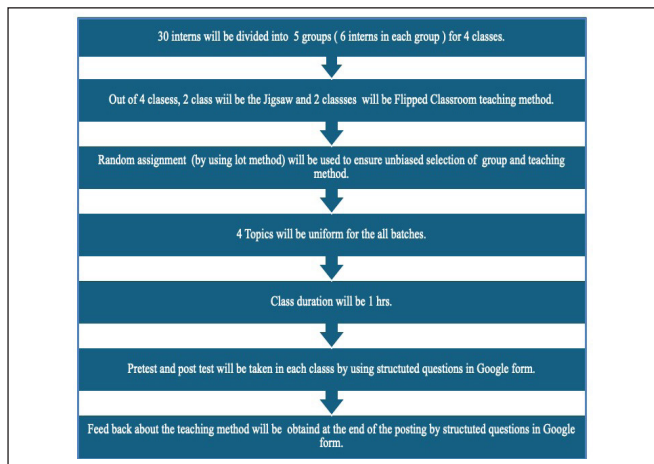 30 interns will be divided into 5 groups ( 6 interns in each group ) for 4 classes.
Out of 4 clasess, 2 class wiil be the Jigsaw and 2 classses will be Flipped Classroom teaching method.
Random assignment (by using lot method) will be used to ensure unbiased selection of group and teaching
method.
4 Topics will be uniform for the all batches.
Class duration will be 1 hrs.
Pretest and post test will be taken in each classs by using structuted questions in Google form.
Feed back about the teaching method will be obtaind at the end of the posting by structuted questions in Google
form.